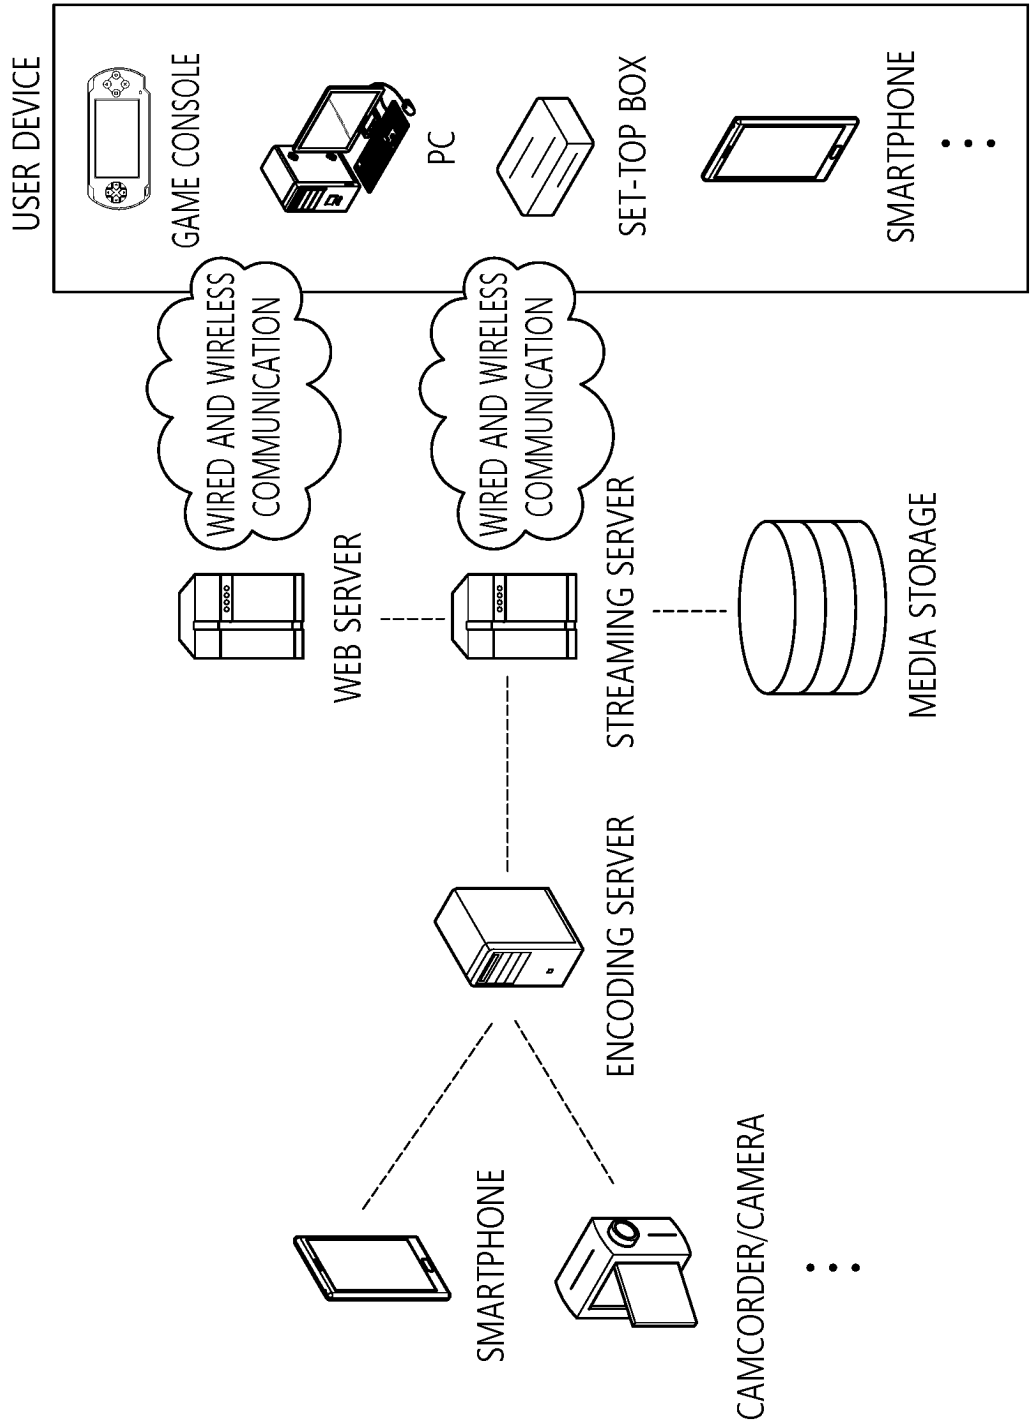 USER DEVICE
GAME CONSOLE
PC
SET-TOP BOX
SMARTPHONE
WIRED AND WIRELESS
COMMUNICATION
WIRED AND WIRELESS
COMMUNICATION
WEB SERVER
STREAMING SERVER
MEDIA STORAGE
ENCODING SERVER
SMARTPHONE
CAMCORDER/CAMERA